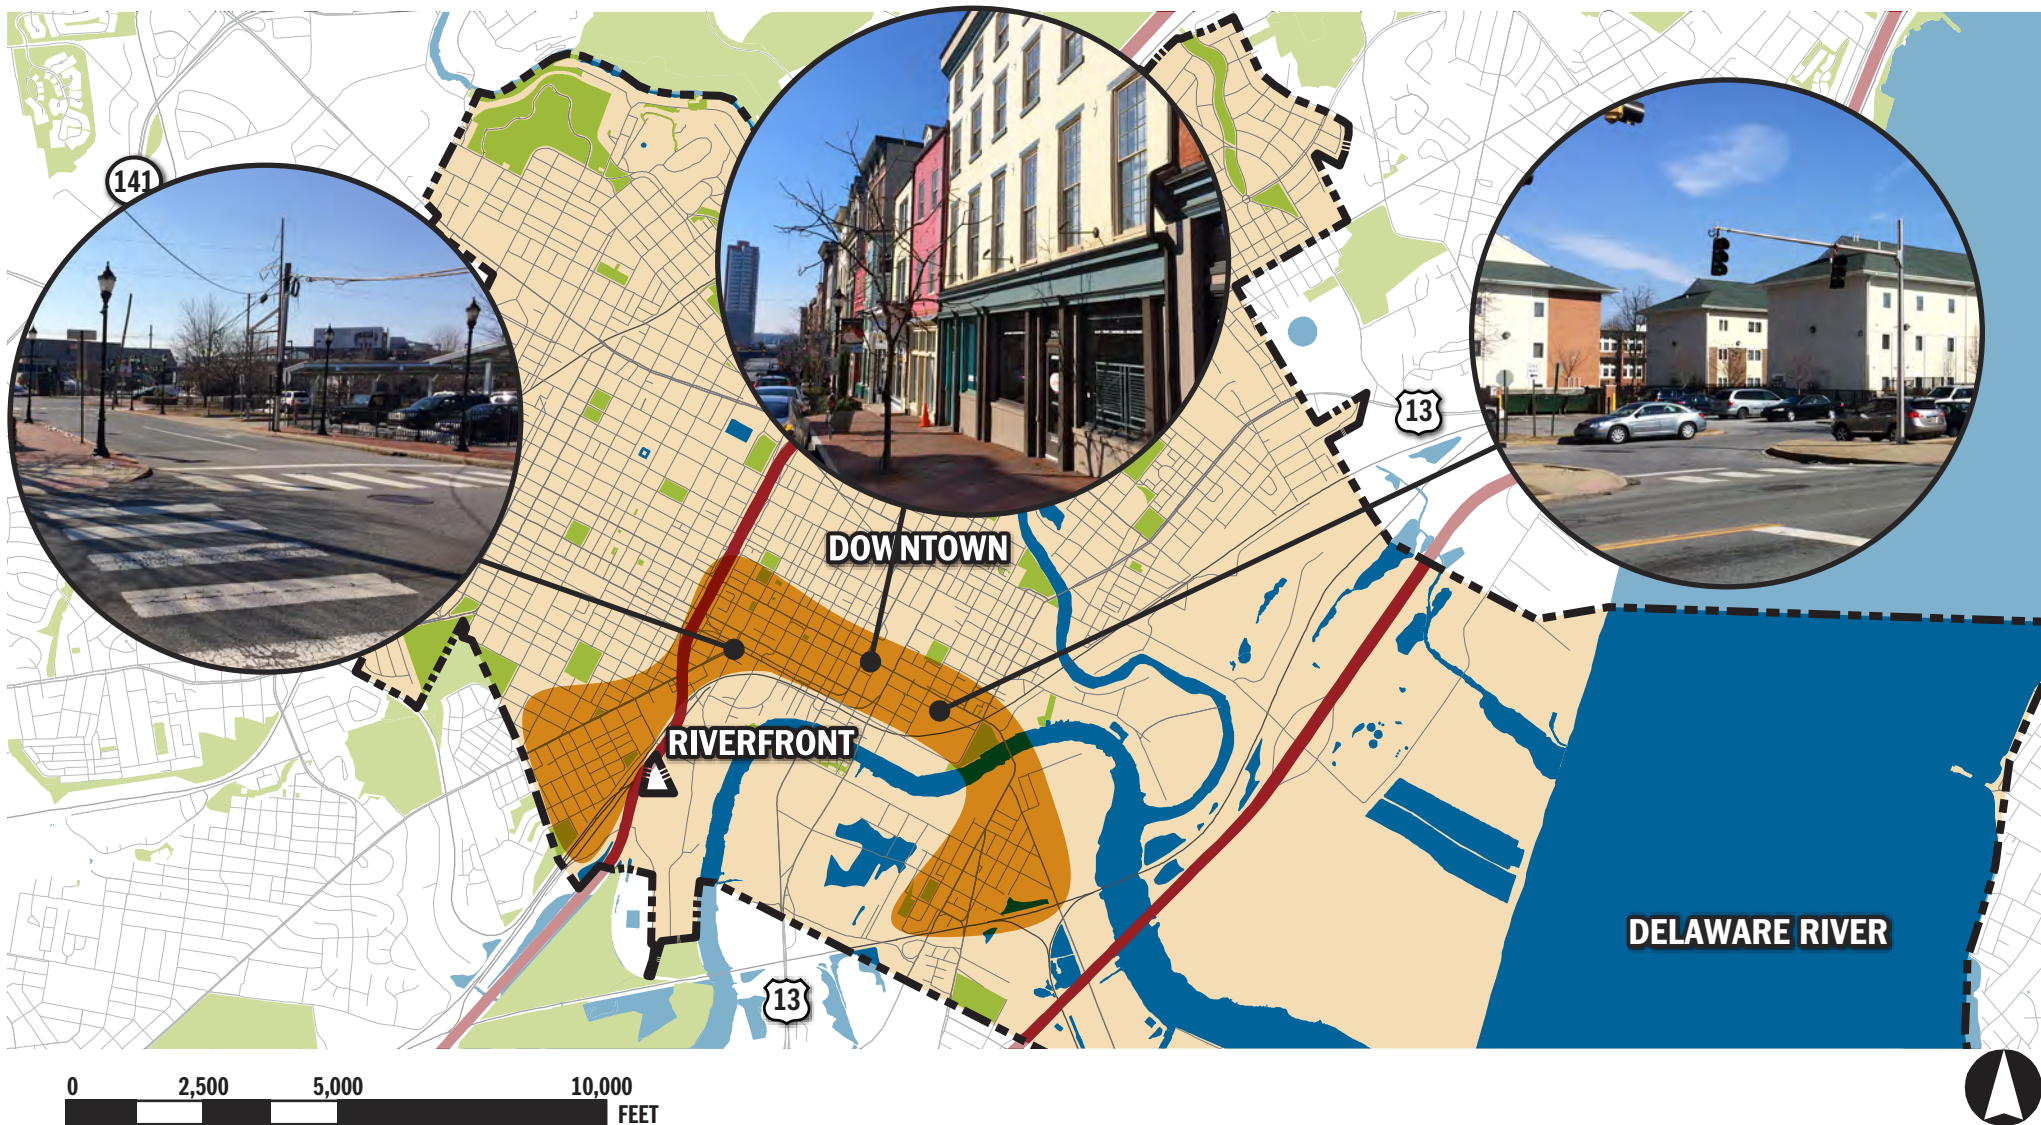 141
13
DOWNTOWN
RIVERFRONT
DELAWARE RIVER
13
0 2,500 5,000 10,000
FEET